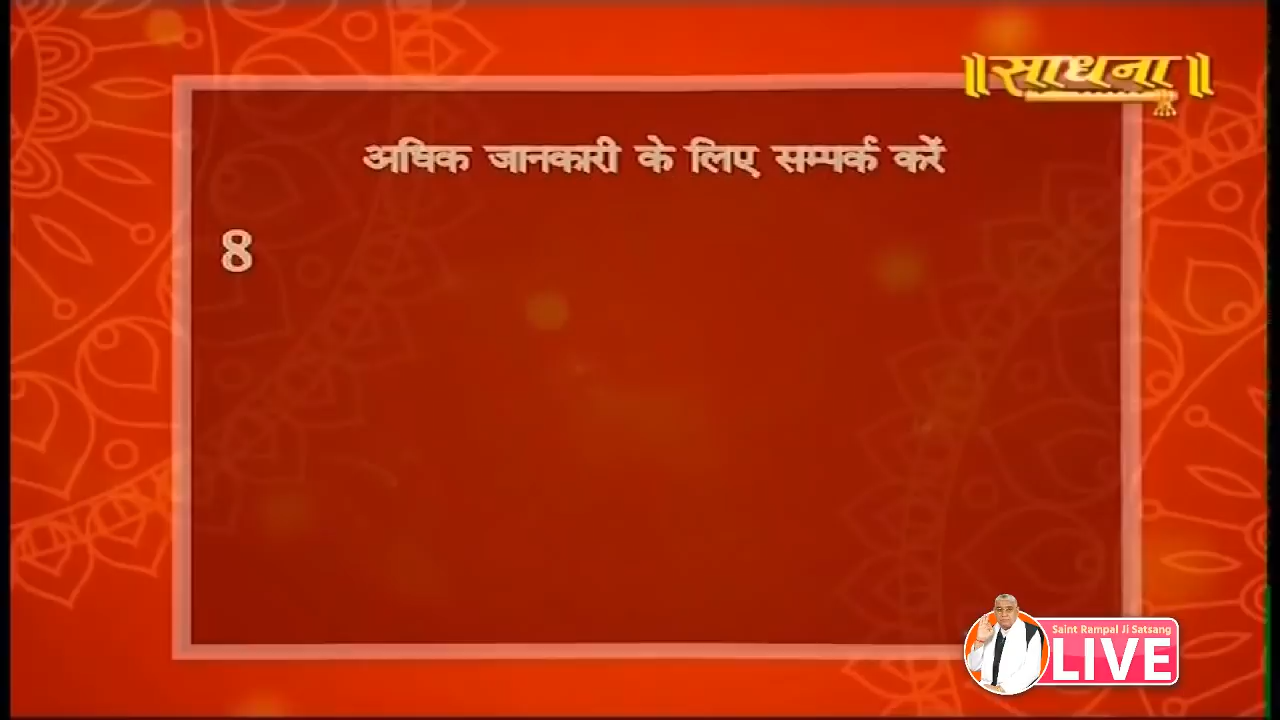 ॥साधना॥
अधिक जानकारी के लिए सम्पर्क करें
8
Saint Rampal Ji Satsang
LIVE